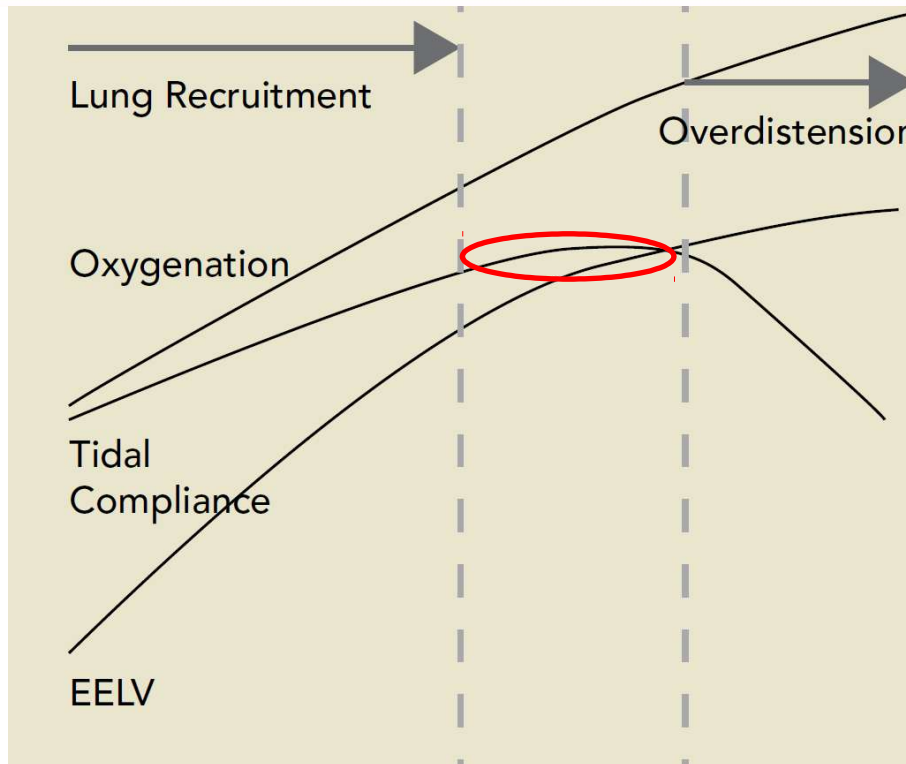 Lung Recruitment
Overdistension
Oxygenation
Tidal
Compliance
EELV